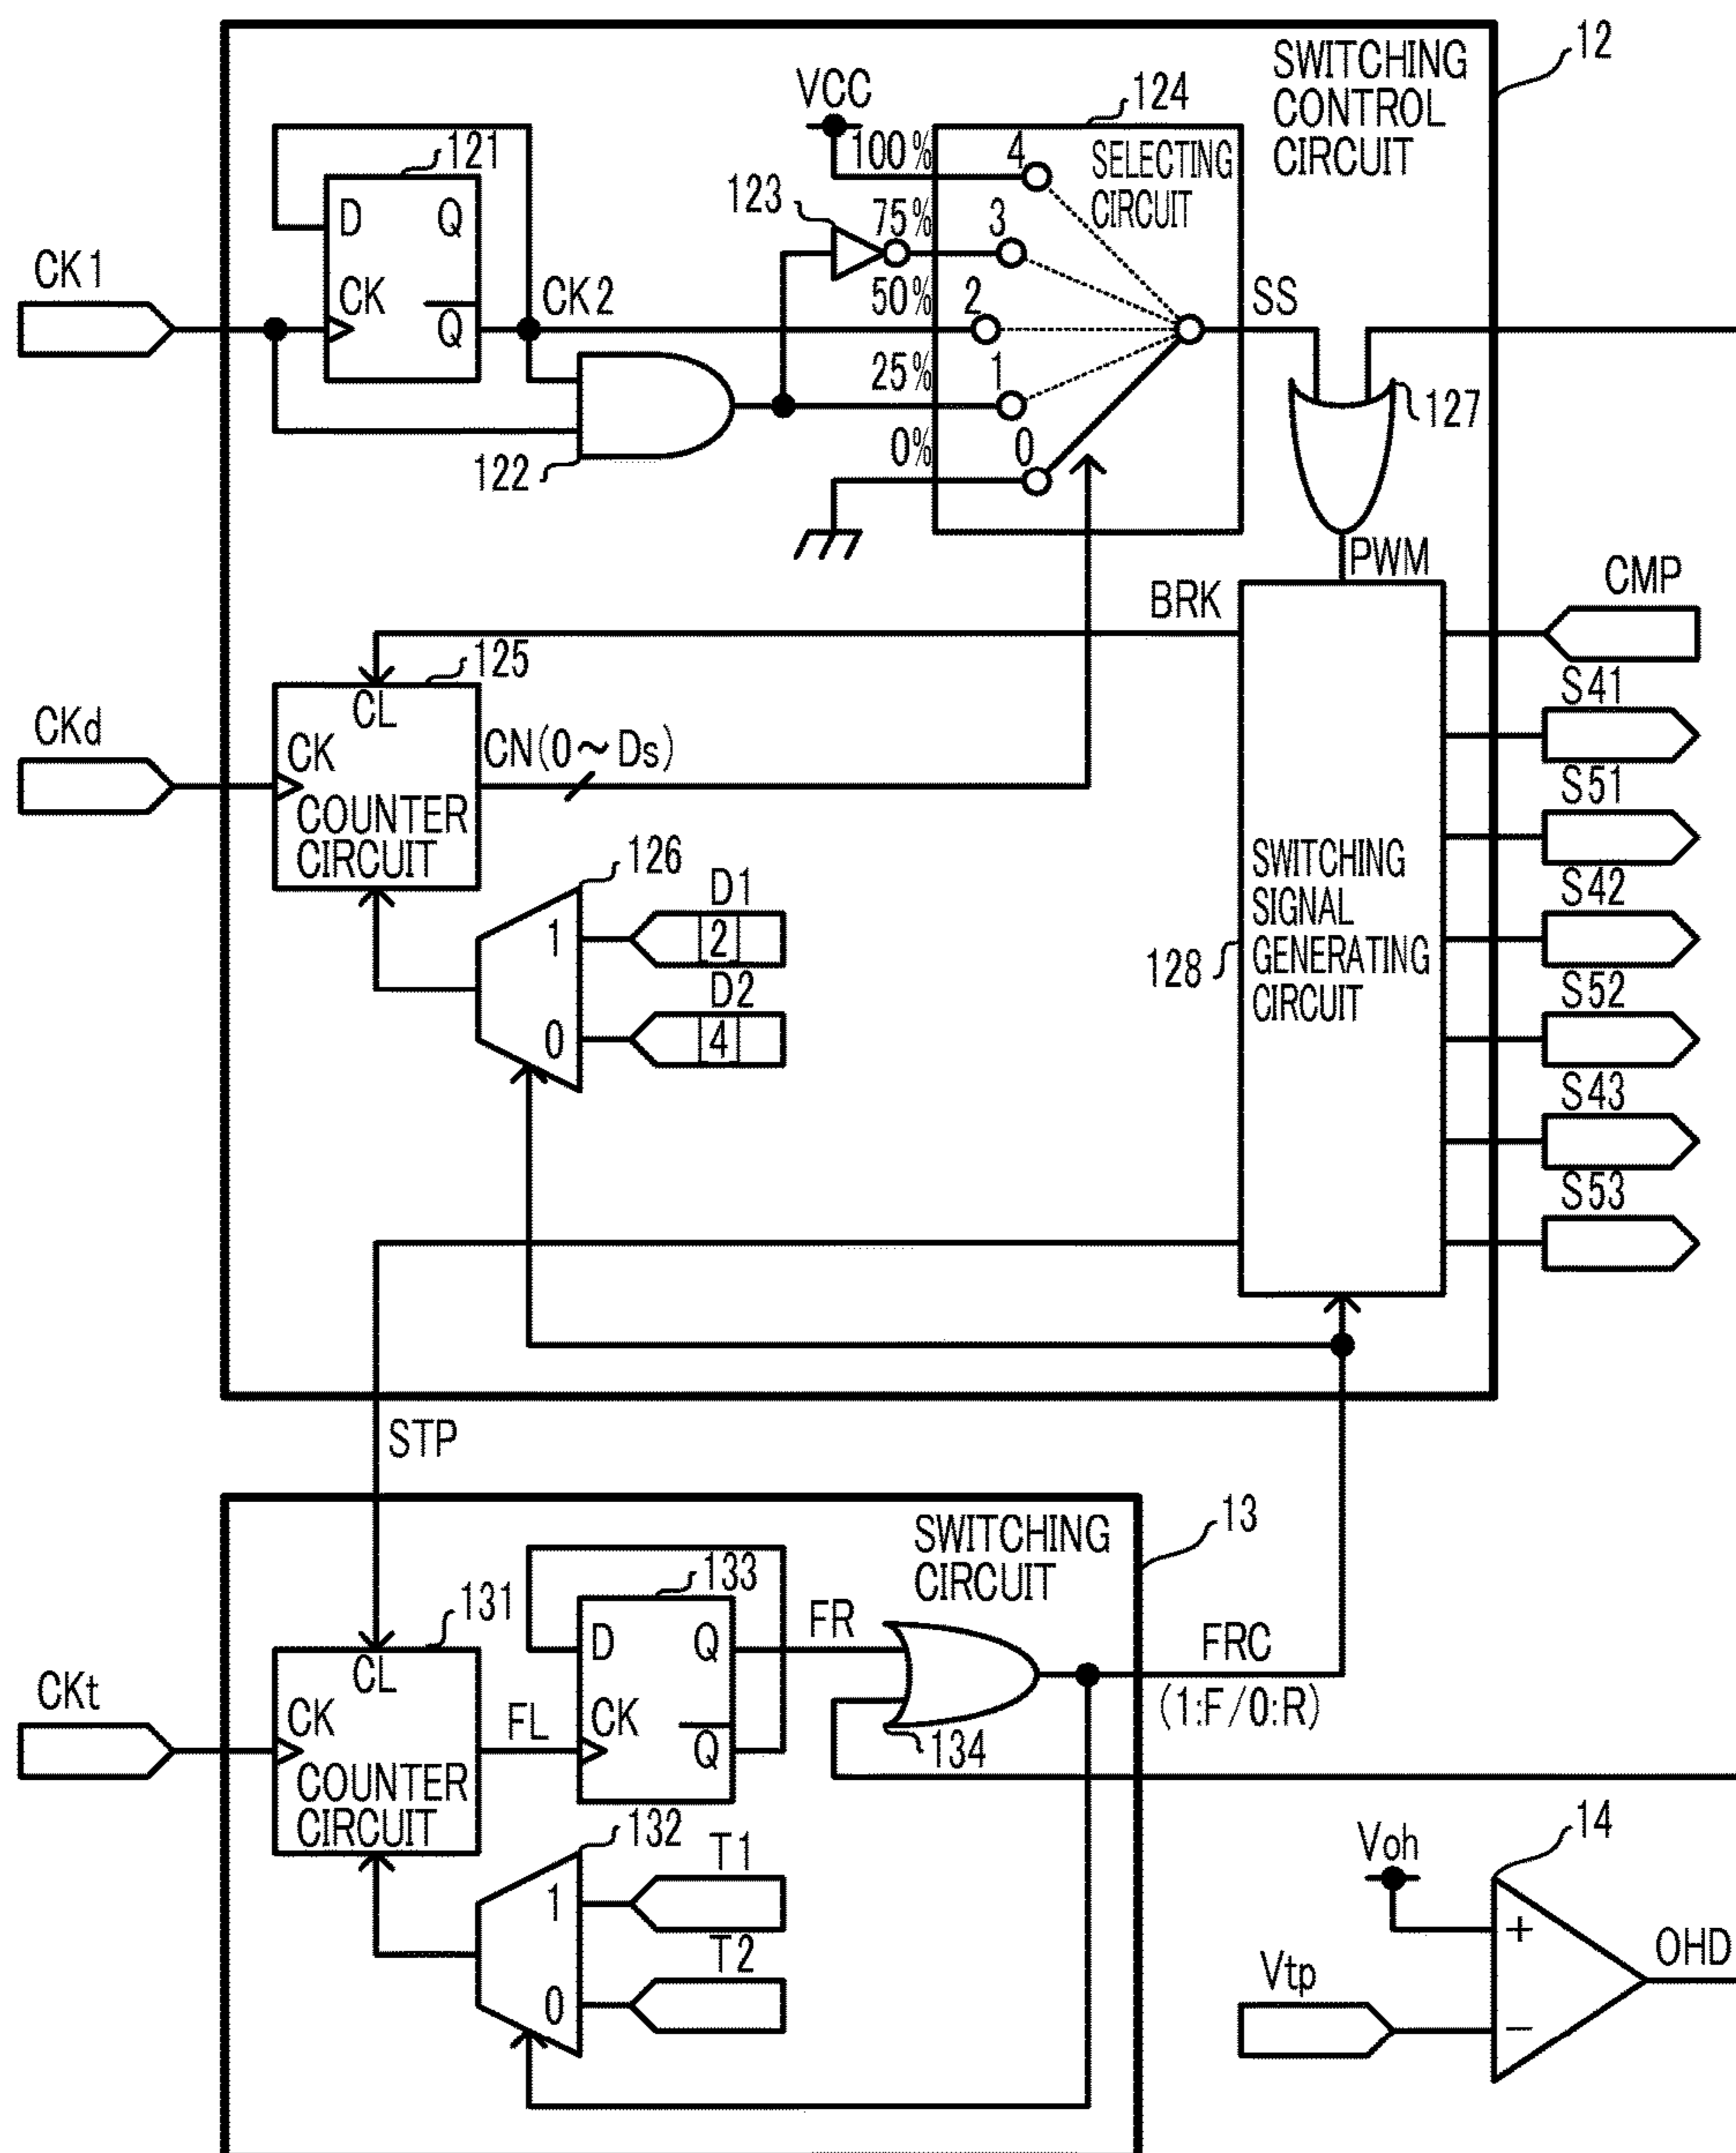 12
SWITCHING
CONTROL
CIRCUIT
VCC
124
100%
4
SELECTING
CIRCUIT
121
123
75%
3
D
Q
CK1
CK
Q
CK2
50%
2
SS
25%
1
127
0%
0
122
PWM
BRK
CMP
125
S41
CKd
CL
CK
CN(0~Ds)
COUNTER
CIRCUIT
S51
126
D1
1
2
SWITCHING
SIGNAL
GENERATING
CIRCUIT
128
S42
D2
0
4
S52
S43
S53
STP
13
SWITCHING
CIRCUIT
133
131
FR
D
Q
FRC
(1:F/0:R)
CKt
CL
CK
FL
CK
Q
134
COUNTER
CIRCUIT
132
T1
1
Voh
14
+
T2
0
Vtp
−
OHD